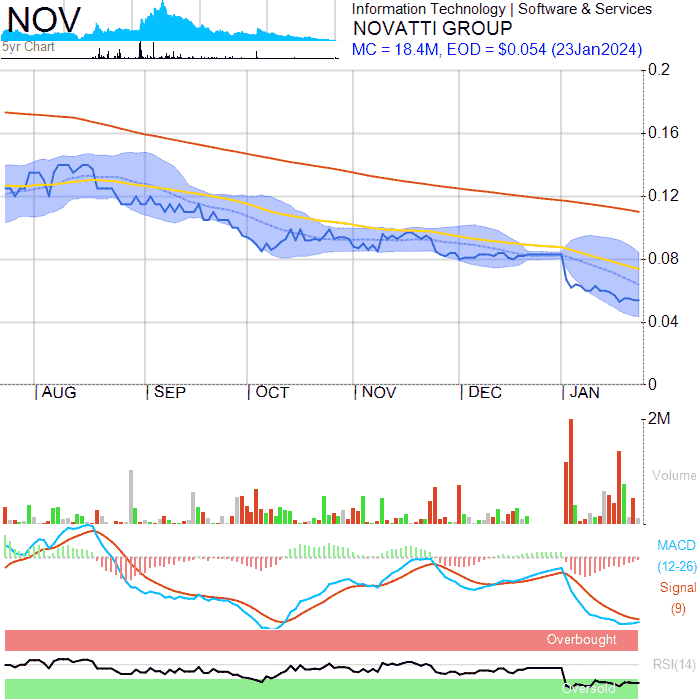 NOV
Information Technology | Software & Services
NOVATTI GROUP
MC = 18.4M, EOD = $0.054 (23Jan2024)
5yr Chart
0.2
0.16
0.12
0.08
0.04
0
AUG SEP OCT NOV DEC JAN
2M
Volume
MACD
(12-26)
Signal
(9)
Overbought
RSI(14)
Oversold